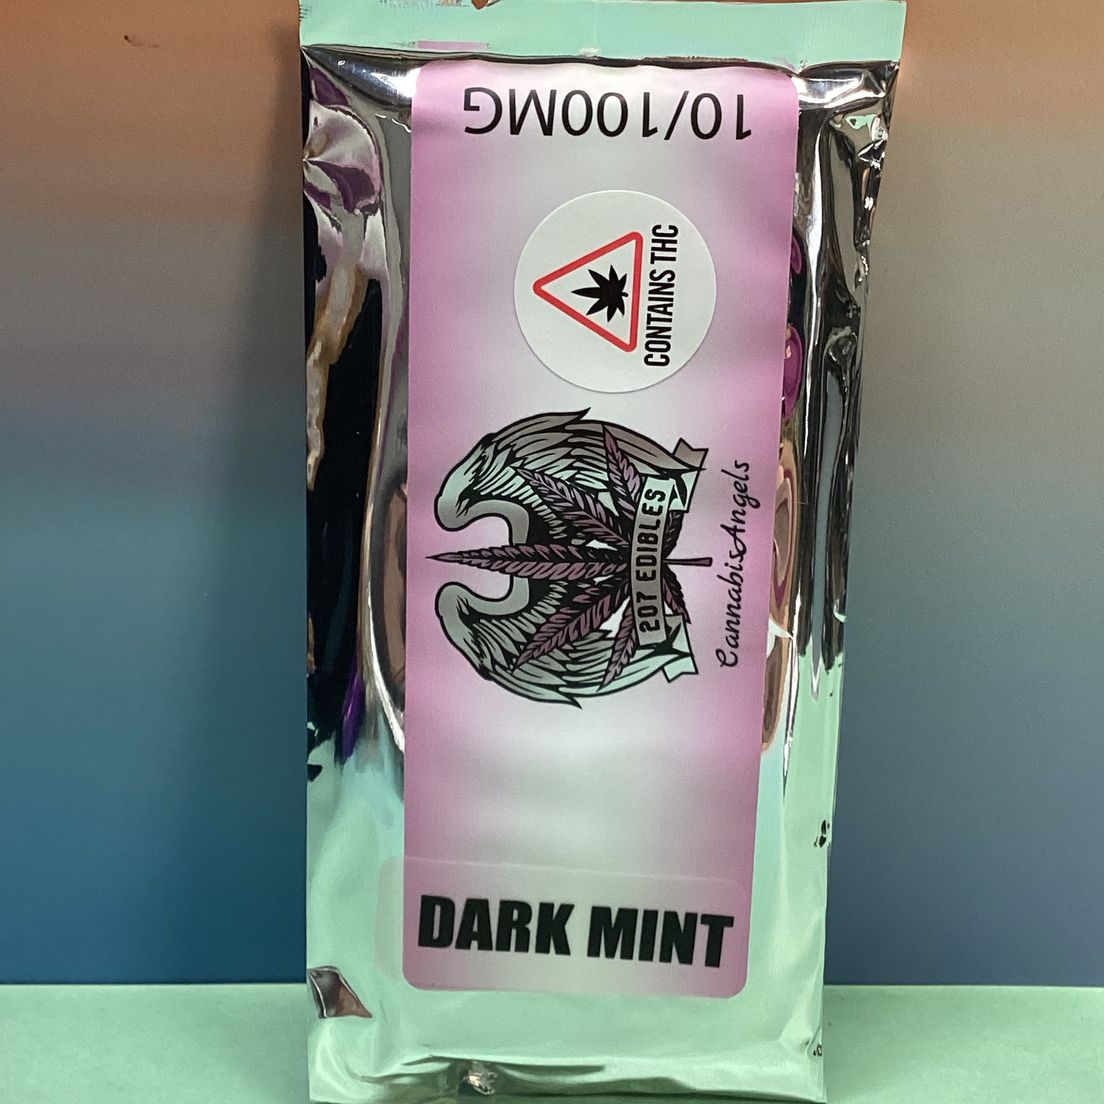 10/100MG
CONTAINS THC
207 EDIBLES
CannabisAngels
DARK MINT